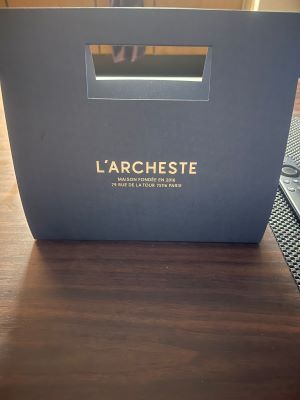 L'ARCHESTE
MAISON FONDÉE EN 2016
79 RUE DE LA TOUR 75116 PARIS